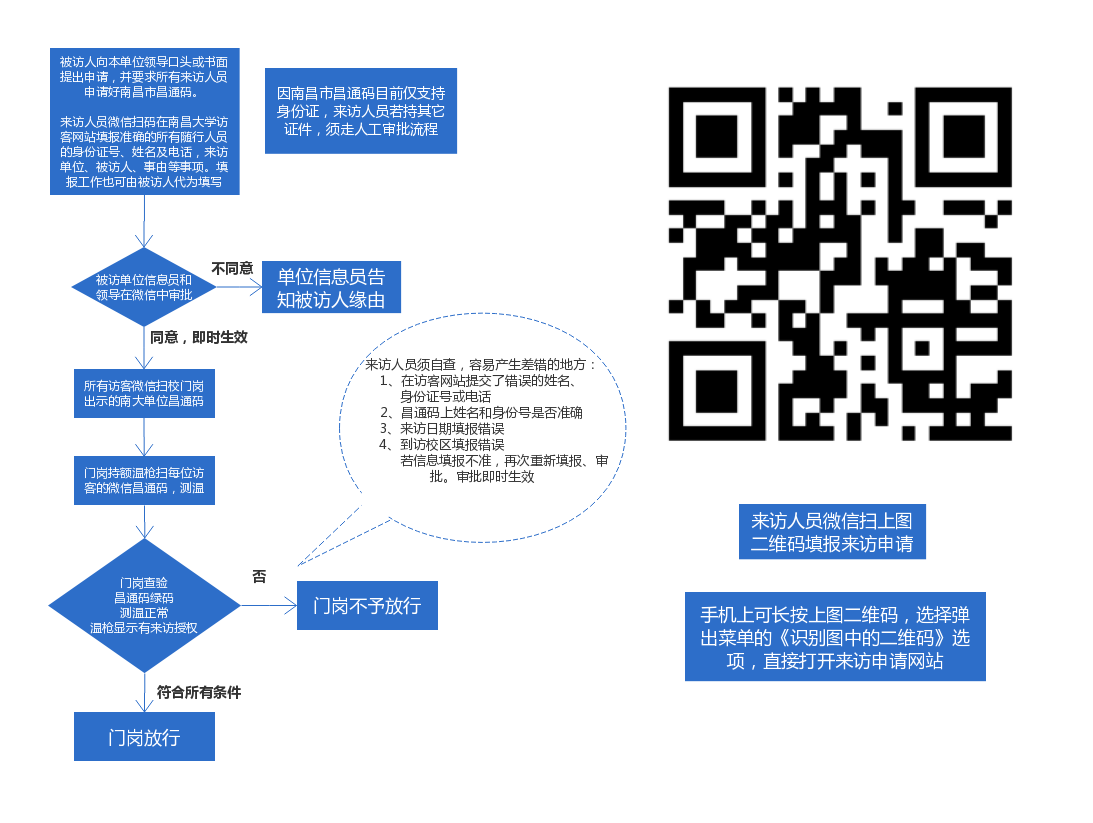 被访人向本单位领导口头或书面
提出申请，并要求所有来访人员
申请好南昌市昌通码。
来访人员微信扫码在南昌大学访
客网站填报准确的所有随行人员
的身份证号、姓名及电话，来访
单位、被访人、事由等事项。填
报工作也可由被访人代为填写
因南昌市昌通码目前仅支持
身份证，来访人员若持其它
证件，须走人工审批流程
被访单位信息员和
领导在微信中审批
不同意
单位信息员告
知被访人缘由
同意，即时生效
所有访客微信扫校门岗
出示的南大单位昌通码
门岗持额温枪扫每位访
客的微信昌通码，测温
来访人员须自查，容易产生差错的地方：
1、在访客网站提交了错误的姓名、
身份证号或电话
2、昌通码上姓名和身份号是否准确
3、来访日期填报错误
4、到访校区填报错误
若信息填报不准，再次重新填报、审
批。审批即时生效
门岗查验
昌通码绿码
测温正常
温枪显示有来访授权
否
门岗不予放行
符合所有条件
门岗放行
来访人员微信扫上图
二维码填报来访申请
手机上可长按上图二维码，选择弹
出菜单的《识别图中的二维码》选
项，直接打开来访申请网站